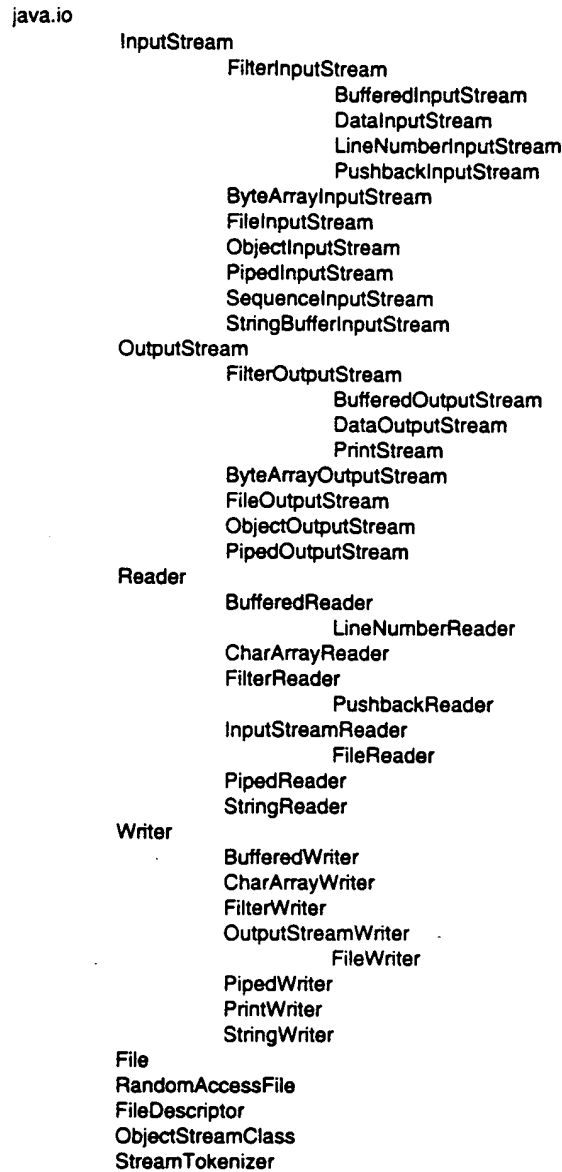 java.io
InputStream
FilterInputStream
BufferedInputStream
DataInputStream
LineNumberInputStream
PushbackInputStream
ByteArrayInputStream
FileInputStream
ObjectInputStream
PipedInputStream
SequenceInputStream
StringBufferInputStream
OutputStream
FilterOutputStream
BufferedOutputStream
DataOutputStream
PrintStream
ByteArrayOutputStream
FileOutputStream
ObjectOutputStream
PipedOutputStream
Reader
BufferedReader
LineNumberReader
CharArrayReader
FilterReader
PushbackReader
InputStreamReader
FileReader
PipedReader
StringReader
Writer
BufferedWriter
CharArrayWriter
FilterWriter
OutputStreamWriter
FileWriter
PipedWriter
PrintWriter
StringWriter
File
RandomAccessFile
FileDescriptor
ObjectStreamClass
StreamTokenizer